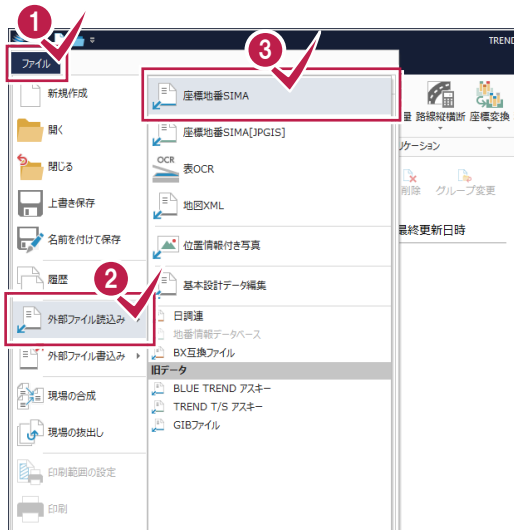 1
3
TREND
ファイル
新規作成
開く
閉じる
上書き保存
名前を付けて保存
履歴
2
外部ファイル読込み
外部ファイル書込み
現場の合成
現場の抜出し
印刷範囲の設定
印刷
座標地番SIMA
座標地番SIMA[JPGIS]
OCR
表OCR
地図XML
位置情報付き写真
基本設計データ編集
日調連
地番情報データベース
BX互換ファイル
旧データ
BLUE TREND アスキー
TREND T/S アスキー
GIBファイル
量 路線縦横断 座標変換
リケーション
削除 グループ変更
最終更新日時